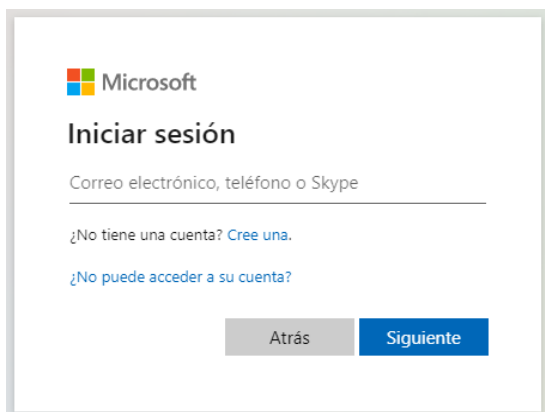 Microsoft
Iniciar sesión
Correo electrónico, teléfono o Skype
¿No tiene una cuenta? Cree una.
¿No puede acceder a su cuenta?
Atrás Siguiente